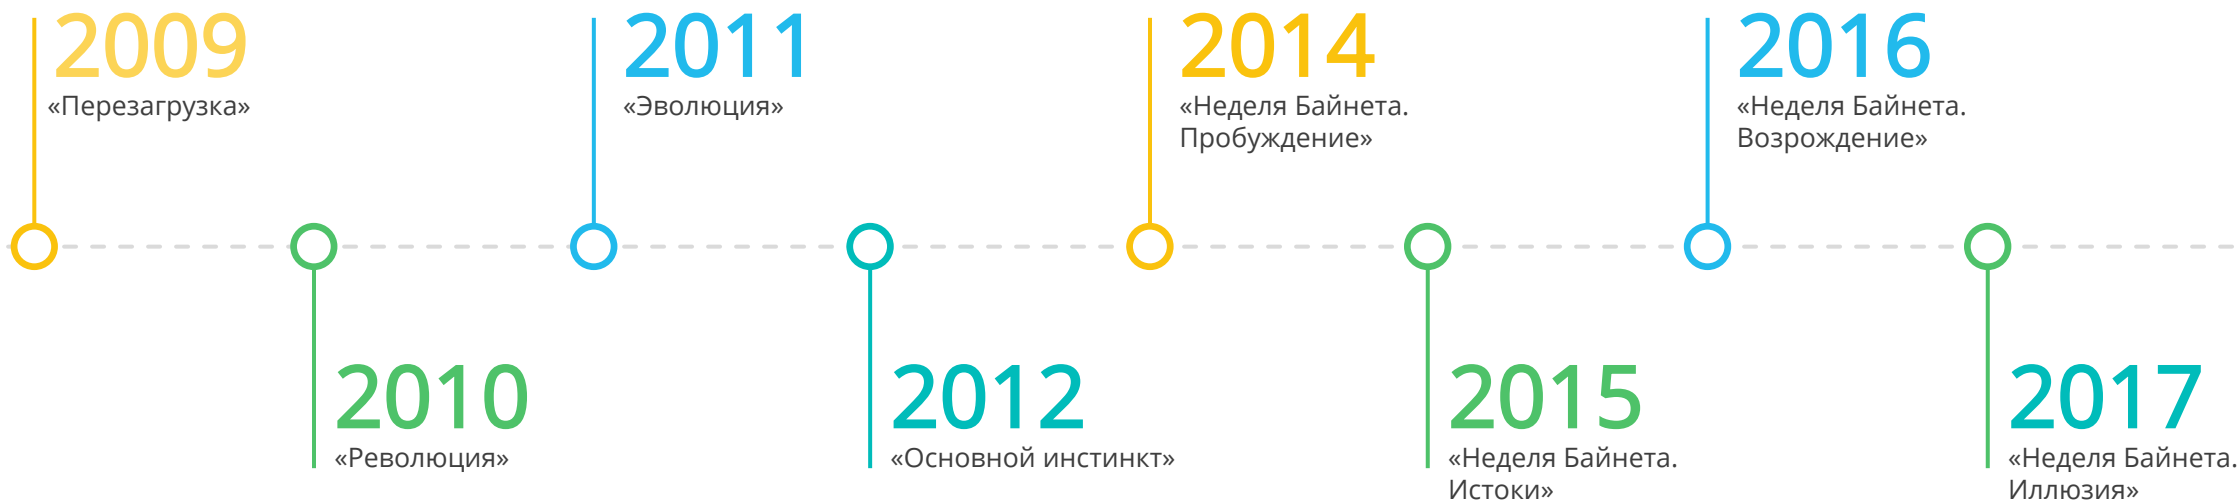 2009
«Перезагрузка»
2010
«Революция»
2011
«Эволюция»
2012
«Основной инстинкт»
2014
«Неделя Байнета.
Пробуждение»
2015
«Неделя Байнета.
Истоки»
2016
«Неделя Байнета.
Возрождение»
2017
«Неделя Байнета.
Иллюзия»